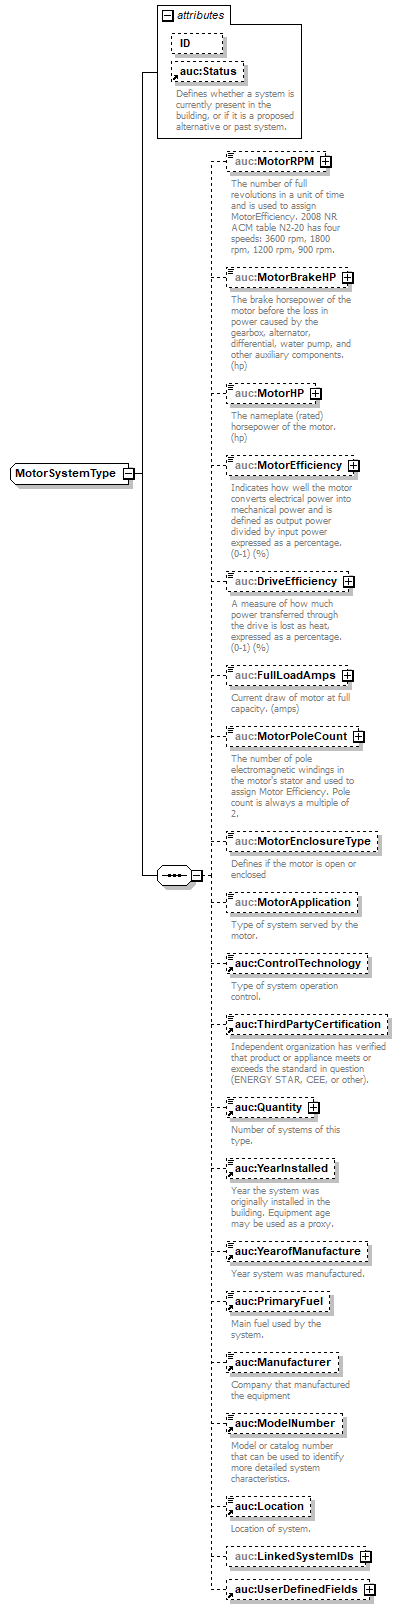 attributes
ID
auc:Status
Defines whether a system is
currently present in the
building, or if it is a proposed
alternative or past system.
auc:MotorRPM
The number of full
revolutions in a unit of time
and is used to assign
MotorEfficiency. 2008 NR
ACM table N2-20 has four
speeds: 3600 rpm, 1800
rpm, 1200 rpm, 900 rpm.
auc:MotorBrakeHP
The brake horsepower of the
motor before the loss in
power caused by the
gearbox, alternator,
differential, water pump, and
other auxiliary components.
(hp)
auc:MotorHP
The nameplate (rated)
horsepower of the motor.
(hp)
MotorSystemType
auc:MotorEfficiency
Indicates how well the motor
converts electrical power into
mechanical power and is
defined as output power
divided by input power
expressed as a percentage.
(0-1) (%)
auc:DriveEfficiency
A measure of how much
power transferred through
the drive is lost as heat,
expressed as a percentage.
(0-1) (%)
auc:FullLoadAmps
Current draw of motor at full
capacity. (amps)
auc:MotorPoleCount
The number of pole
electromagnetic windings in
the motor's stator and used to
assign Motor Efficiency. Pole
count is always a multiple of
2.
auc:MotorEnclosureType
Defines if the motor is open or
enclosed
auc:MotorApplication
Type of system served by the
motor.
auc:ControlTechnology
Type of system operation
control.
auc:ThirdPartyCertification
Independent organization has verified
that product or appliance meets or
exceeds the standard in question
(ENERGY STAR, CEE, or other).
auc:Quantity
Number of systems of this
type.
auc:YearInstalled
Year the system was
originally installed in the
building. Equipment age
may be used as a proxy.
auc:YearofManufacture
Year system was manufactured.
auc:PrimaryFuel
Main fuel used by the
system.
auc:Manufacturer
Company that manufactured
the equipment
auc:ModelNumber
Model or catalog number
that can be used to identify
more detailed system
characteristics.
auc:Location
Location of system.
auc:LinkedSystemIDs
auc:UserDefinedFields